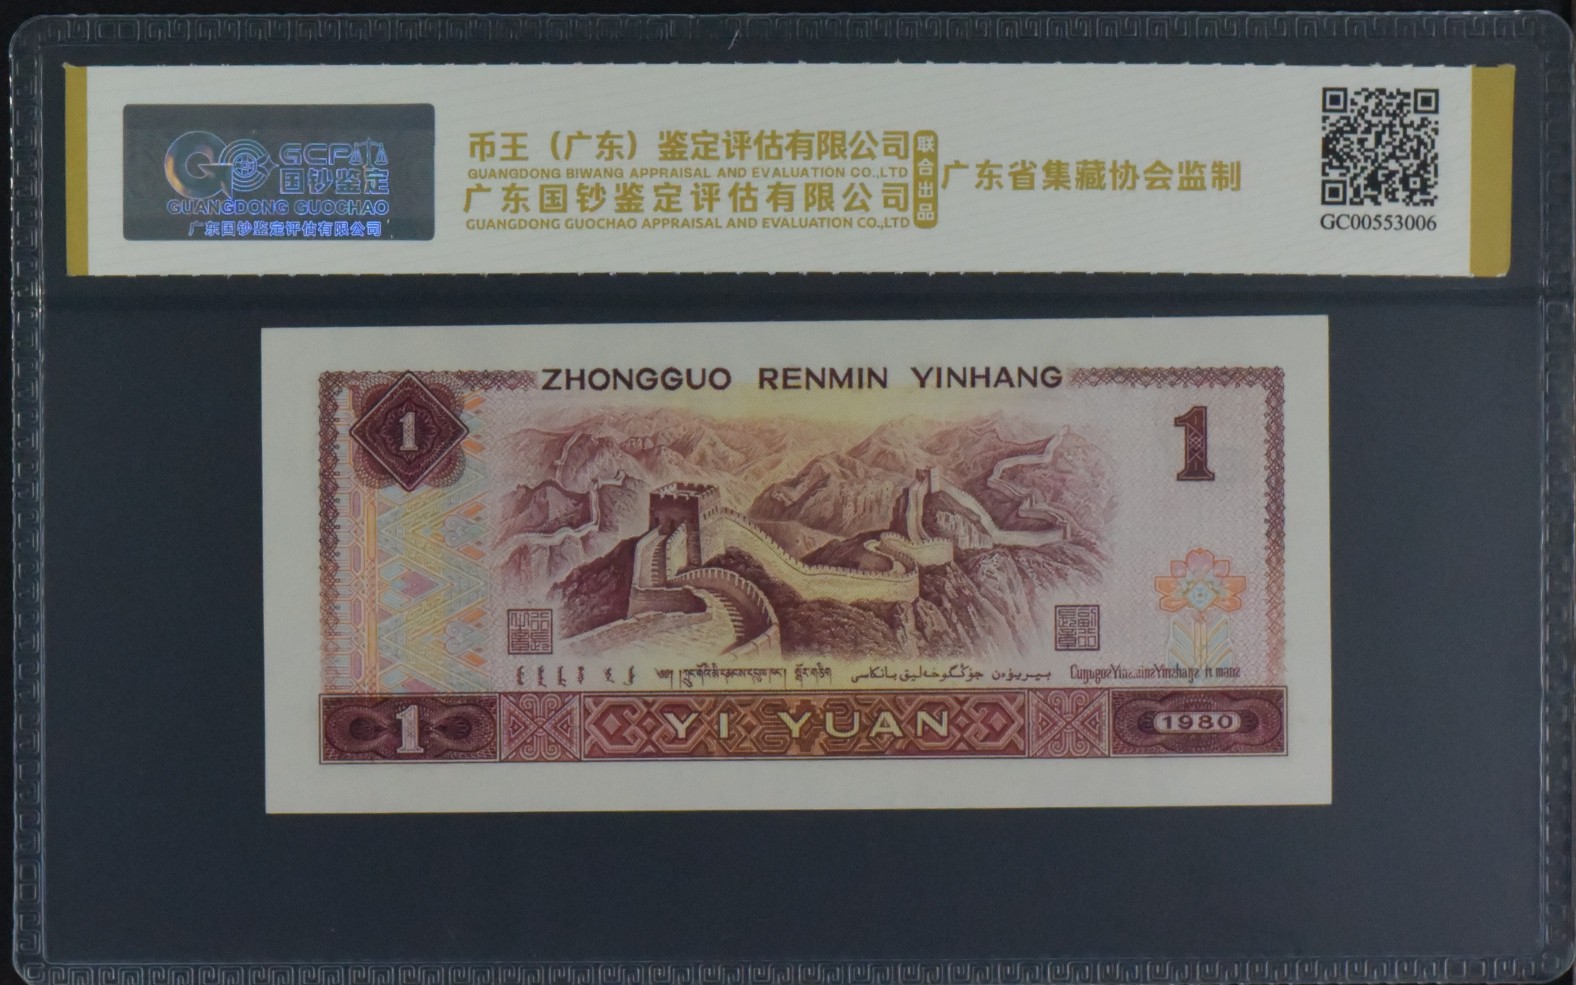 GCPA
国钞鉴定
GUANGDONG GUOCHAO
广东国钞鉴定评估有限公司
币王（广东）鉴定评估有限公司
GUANGDONG BIWANG APPRAISAL AND EVALUATION CO.,LTD
广东国钞鉴定评估有限公司
GUANGDONG GUOCHAO APPRAISAL AND EVALUATION CO.,LTD
联合出品
广东省集藏协会监制
GC00553006
ZHONGGUO RENMIN YINHANG
1
1
جۇڭگوخەلىق بانكاسى بىريۈەن
1
YI YUAN
1980